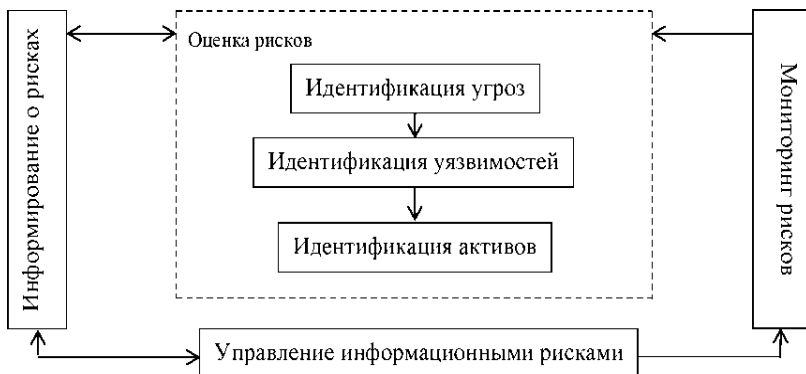 Информирование о рисках
Оценка рисков
Идентификация угроз
Идентификация уязвимостей
Идентификация активов
Мониторинг рисков
Управление информационными рисками